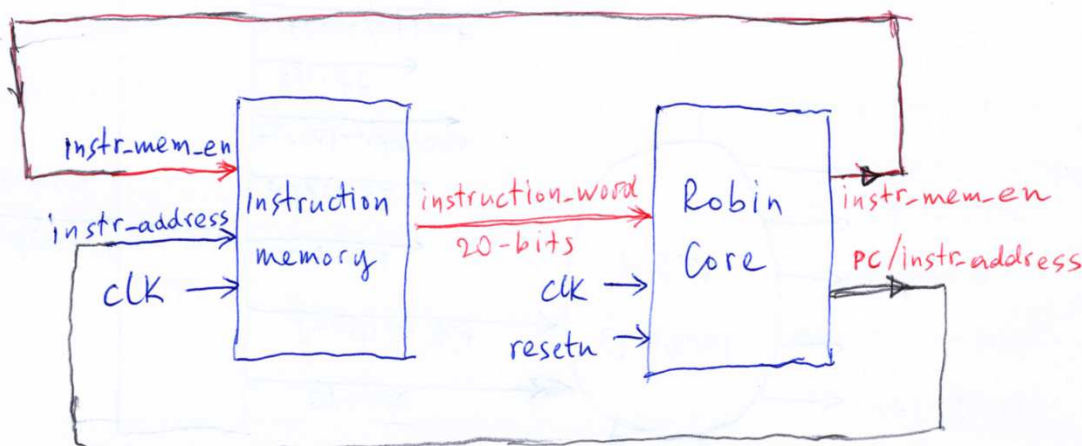 instr_mem_en
instr_address
clk
Instruction
memory
instruction_word
20-bits
clk
resetn
Robin
Core
instr_mem_en
PC/instr_address